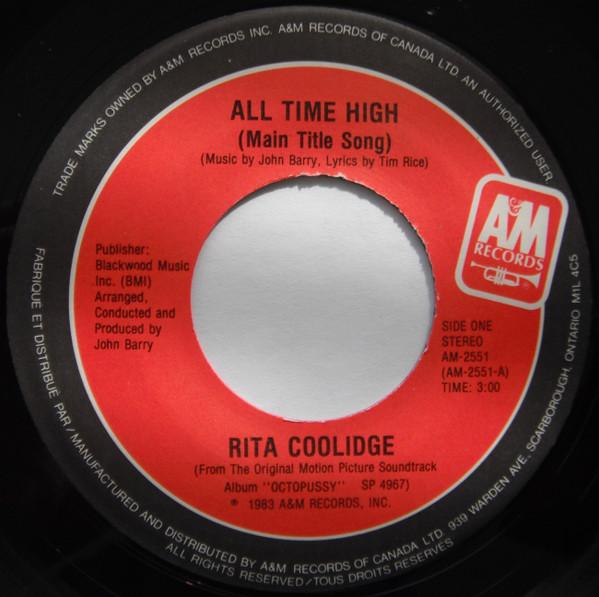 TRADE MARKS OWNED BY A&M RECORDS INC. A&M RECORDS OF CANADA LTD. AN AUTHORIZED USER.
ALL TIME HIGH
(Main Title Song)
(Music by John Barry, Lyrics by Tim Rice)
A&M
RECORDS
®
Publisher:
Blackwood Music
Inc. (BMI)
Arranged,
Conducted and
Produced by
John Barry
SIDE ONE
STEREO
AM-2551
(AM-2551-A)
TIME: 3:00
RITA COOLIDGE
(From The Original Motion Picture Soundtrack
Album "OCTOPUSSY" SP 4967)
℗ 1983 A&M RECORDS, INC.
FABRIQUÉ ET DISTRIBUÉ PAR/MANUFACTURED AND DISTRIBUTED BY A&M RECORDS OF CANADA LTD. 939 WARDEN AVE, SCARBOROUGH, ONTARIO M1L 4C5
ALL RIGHTS RESERVED/TOUS DROITS RESERVÉS